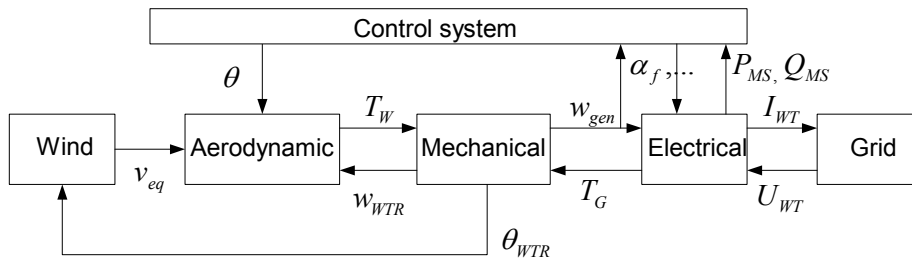 Control system
θ
α_f ,...
P_MS, Q_MS
T_W
w_gen
I_WT
Wind
Aerodynamic
Mechanical
Electrical
Grid
v_eq
w_WTR
T_G
U_WT
θ_WTR